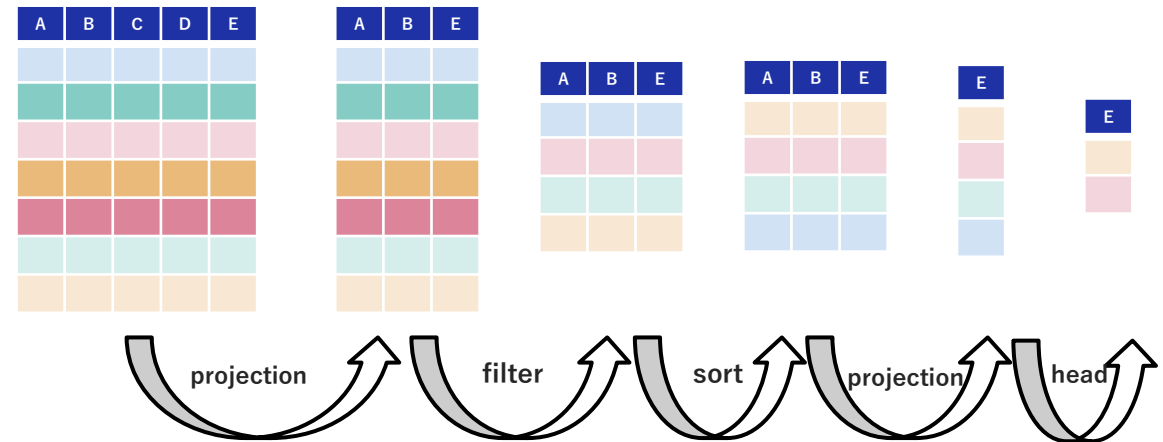 A B C D E
A B E
A B E
A B E
E
E
projection
filter
sort
projection
head